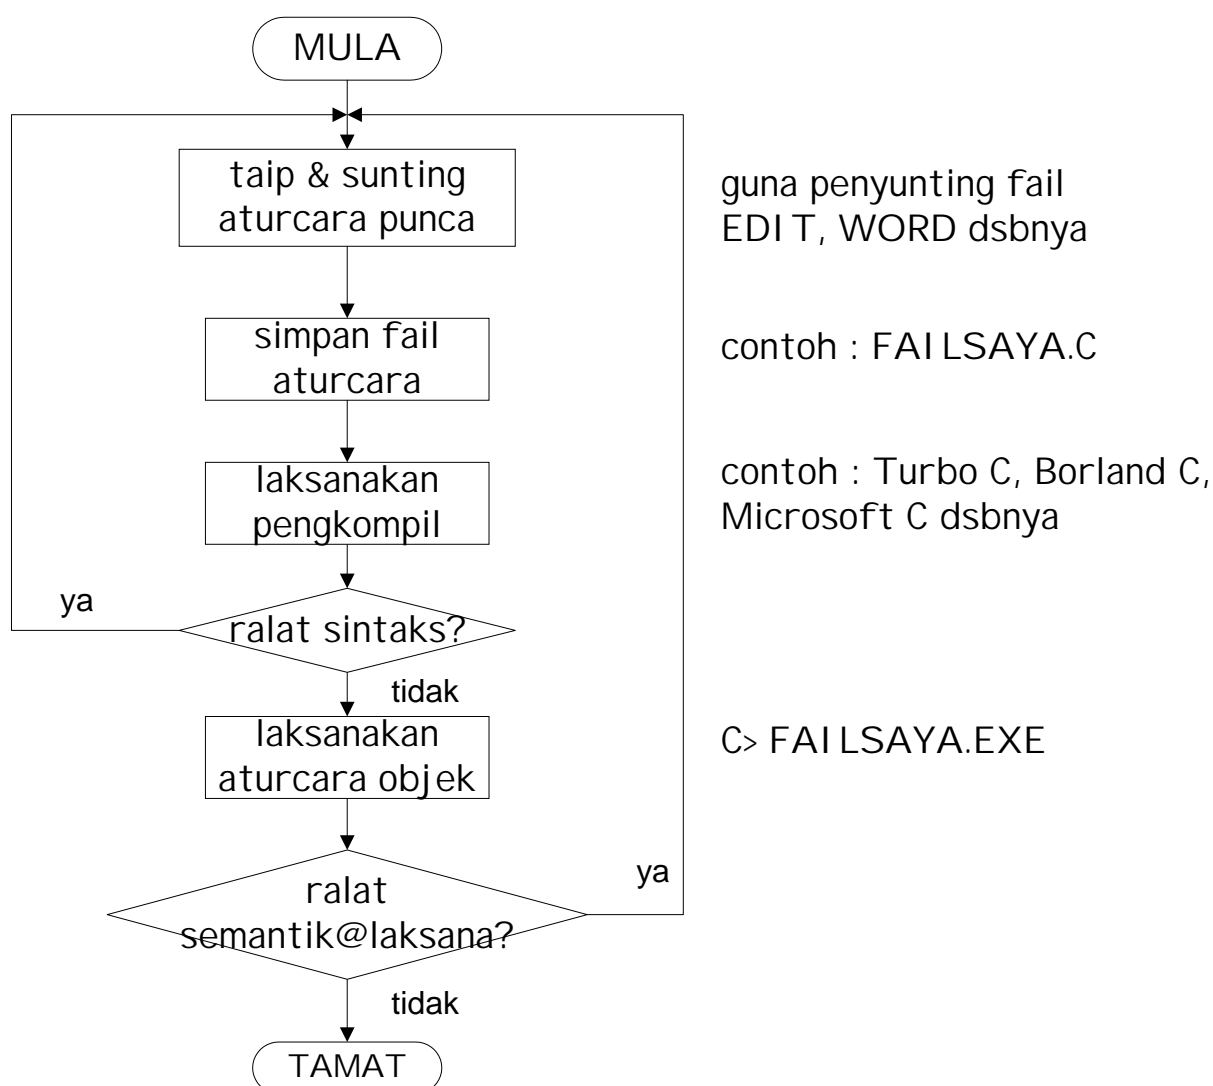 MULA
taip & sunting
aturcara punca
guna penyunting fail
EDIT, WORD dsbnya
simpan fail
aturcara
contoh : FAILSAYA.C
laksanakan
pengkompil
contoh : Turbo C, Borland C,
Microsoft C dsbnya
ya
ralat sintaks?
tidak
laksanakan
aturcara objek
C> FAILSAYA.EXE
ya
ralat
semantik@laksana?
tidak
TAMAT